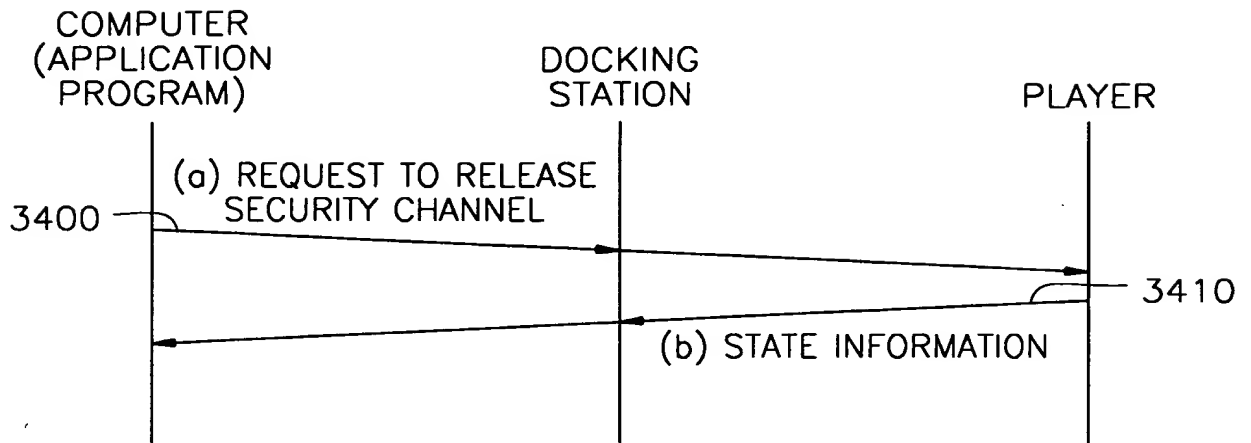 COMPUTER
(APPLICATION
PROGRAM)
DOCKING
STATION
PLAYER
(a) REQUEST TO RELEASE
SECURITY CHANNEL
3400
3410
(b) STATE INFORMATION